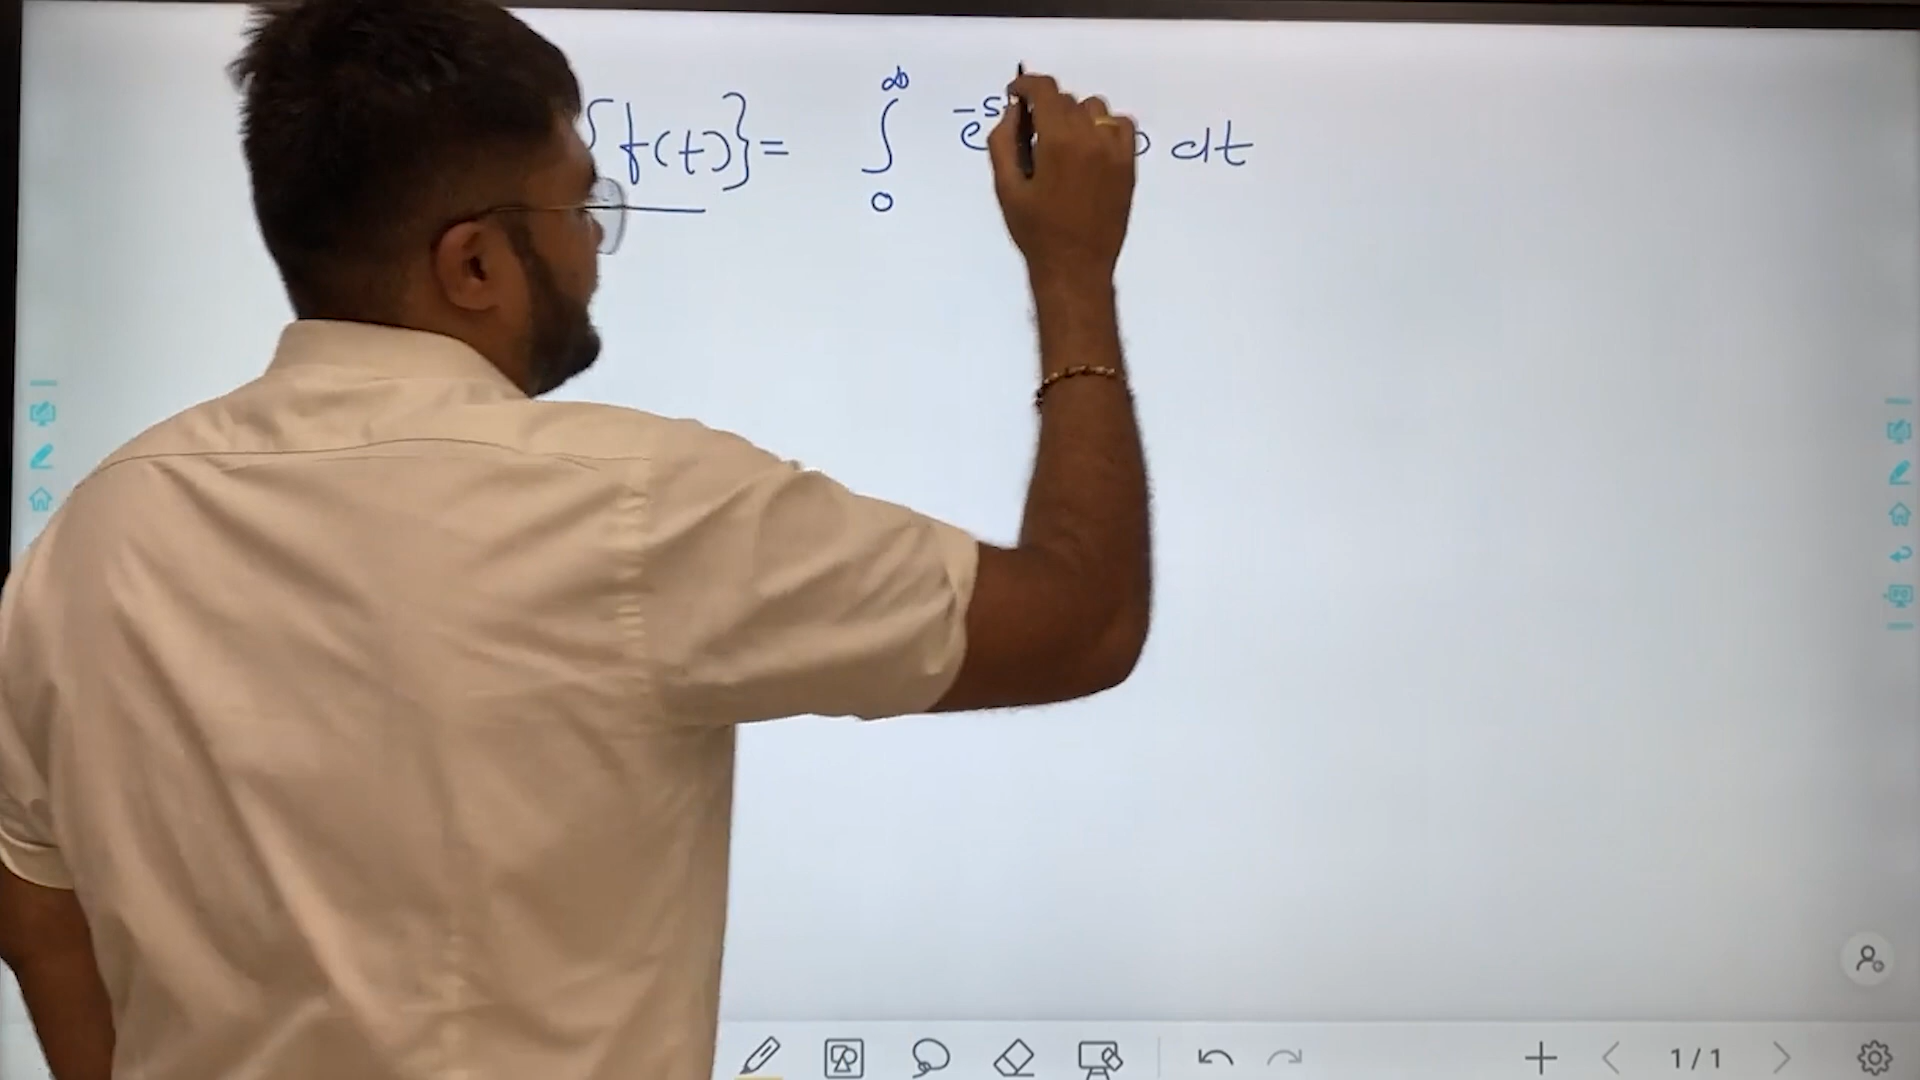 {f(t)}= ∫₀^∞ e^-s dt
1/1